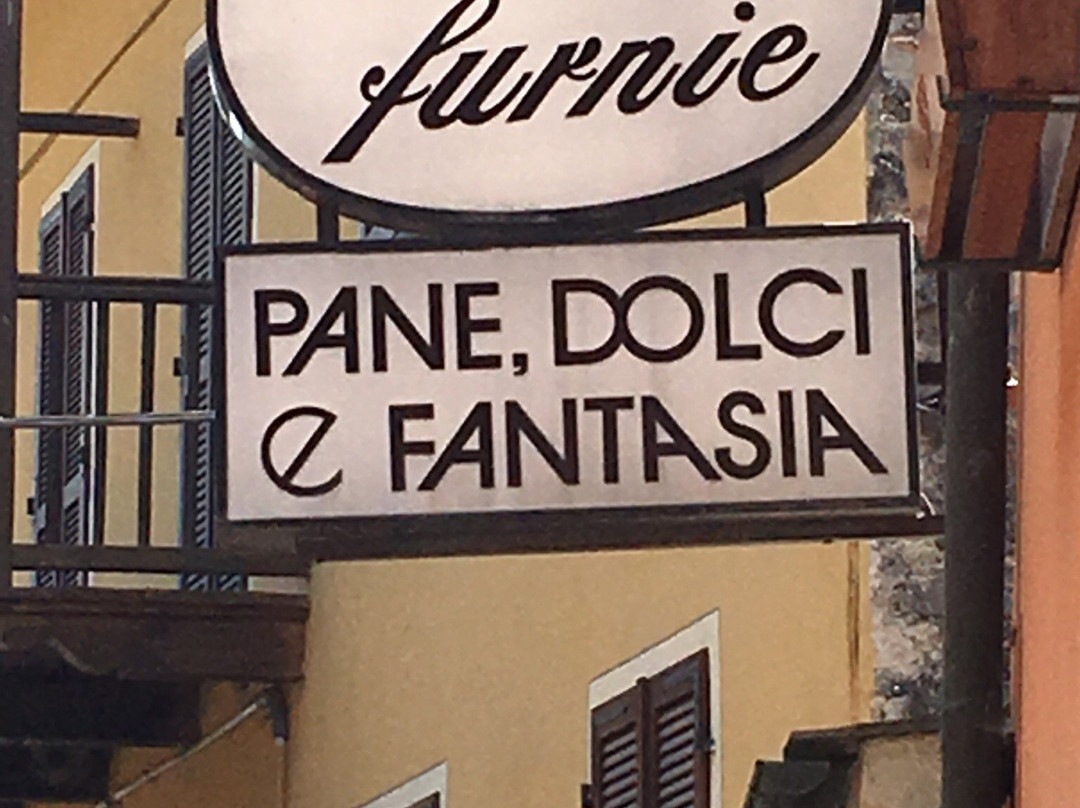 furnie
PANE, DOLCI
e FANTASIA